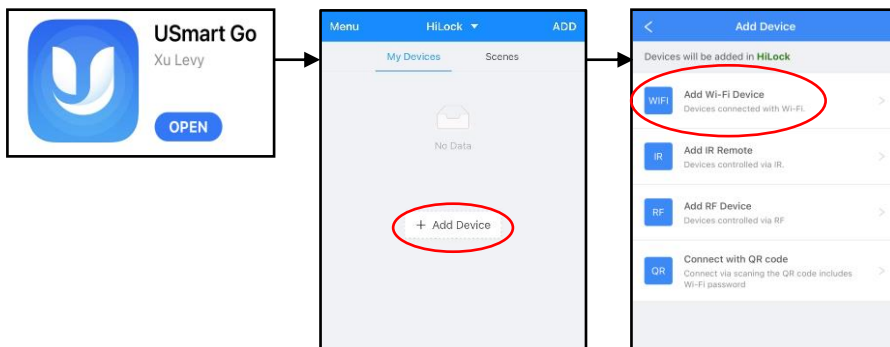 USmart Go
Xu Levy
OPEN
Menu HiLock ▼ ADD
My Devices Scenes
No Data
+ Add Device
< Add Device
Devices will be added in HiLock
WIFI
Add Wi-Fi Device
Devices connected with Wi-Fi.
IR
Add IR Remote
Devices controlled via IR.
RF
Add RF Device
Devices controlled via RF
QR
Connect with QR code
Connect via scaning the QR code includes
Wi-Fi password